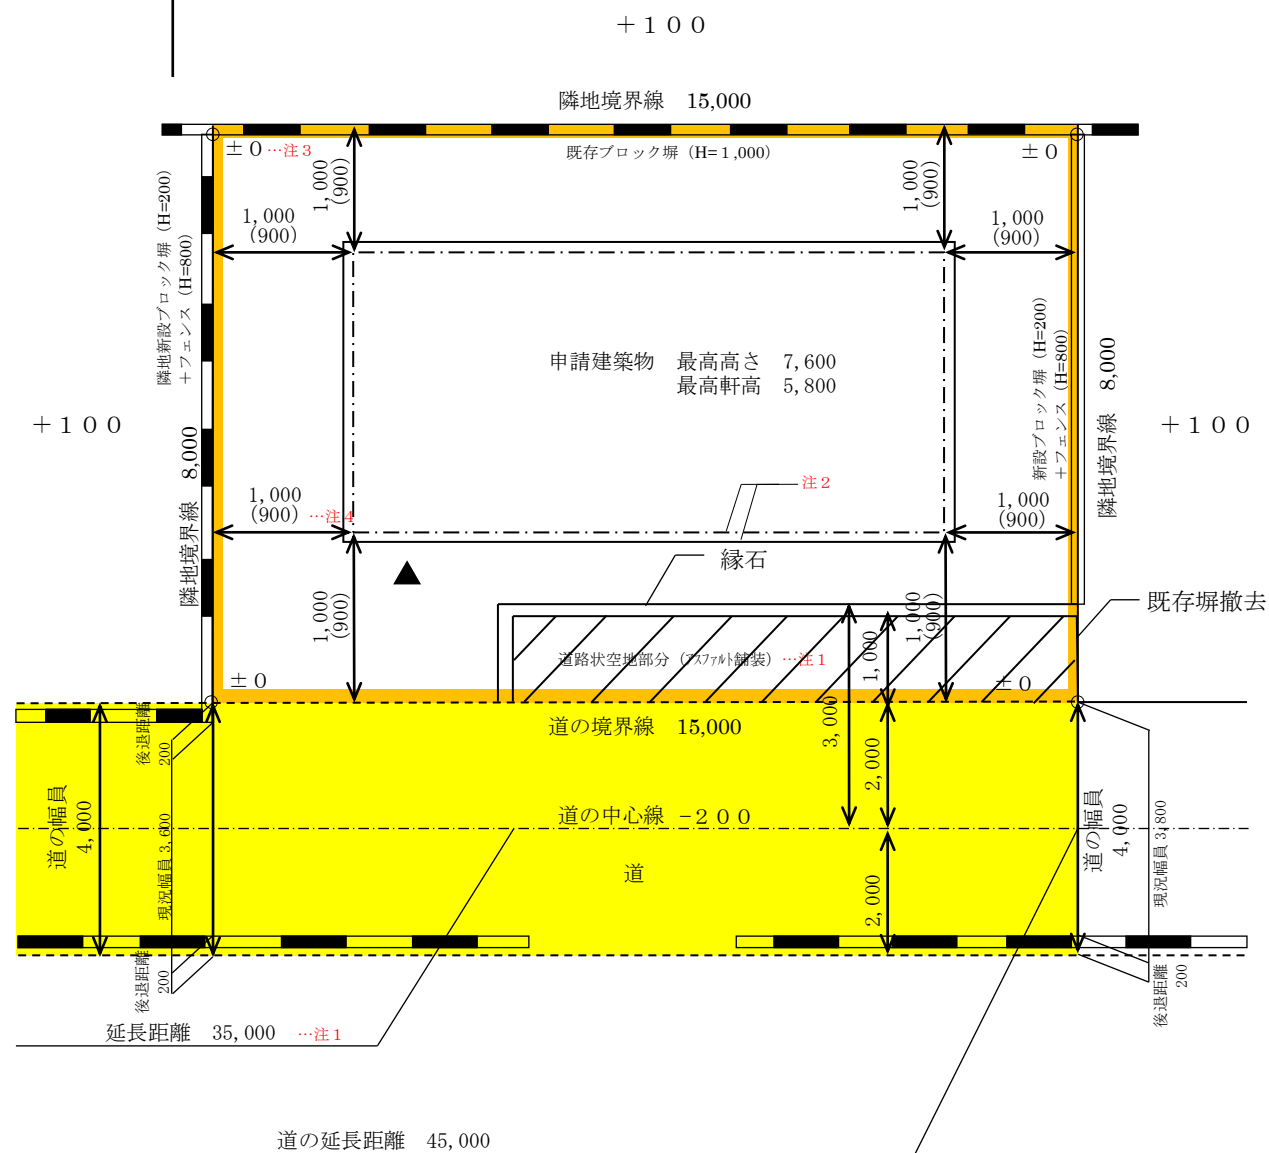 ＋１００
隣地境界線　15,000
±０…注３
既存ブロック塀（H=１,０００）
±０
1,000
(900)
1,000
(900)
1,000
(900)
1,000
(900)
隣地新設ブロック塀（H=200）
＋フェンス（H=800）
申請建築物　最高高さ　7,600
最高軒高　5,800
新設ブロック塀（H=200）
＋フェンス（H=800）
隣地境界線　8,000
＋１００
＋１００
隣地境界線　8,000
1,000
(900)…注４
注２
1,000
(900)
縁石
既存塀撤去
1,000
(900)
1,000
(900)
1,000
道路状空地部分（ｱｽﾌｧﾙﾄ舗装）…注１
±０
±０
道の境界線　15,000
3,000
2,000
後退距離
200
道の幅員
4,000
現況幅員 3,600
道の中心線 −２００
道
2,000
道の幅員
4,000
現況幅員 3,800
後退距離
200
後退距離
200
延長距離　35,000　…注１
道の延長距離　45,000